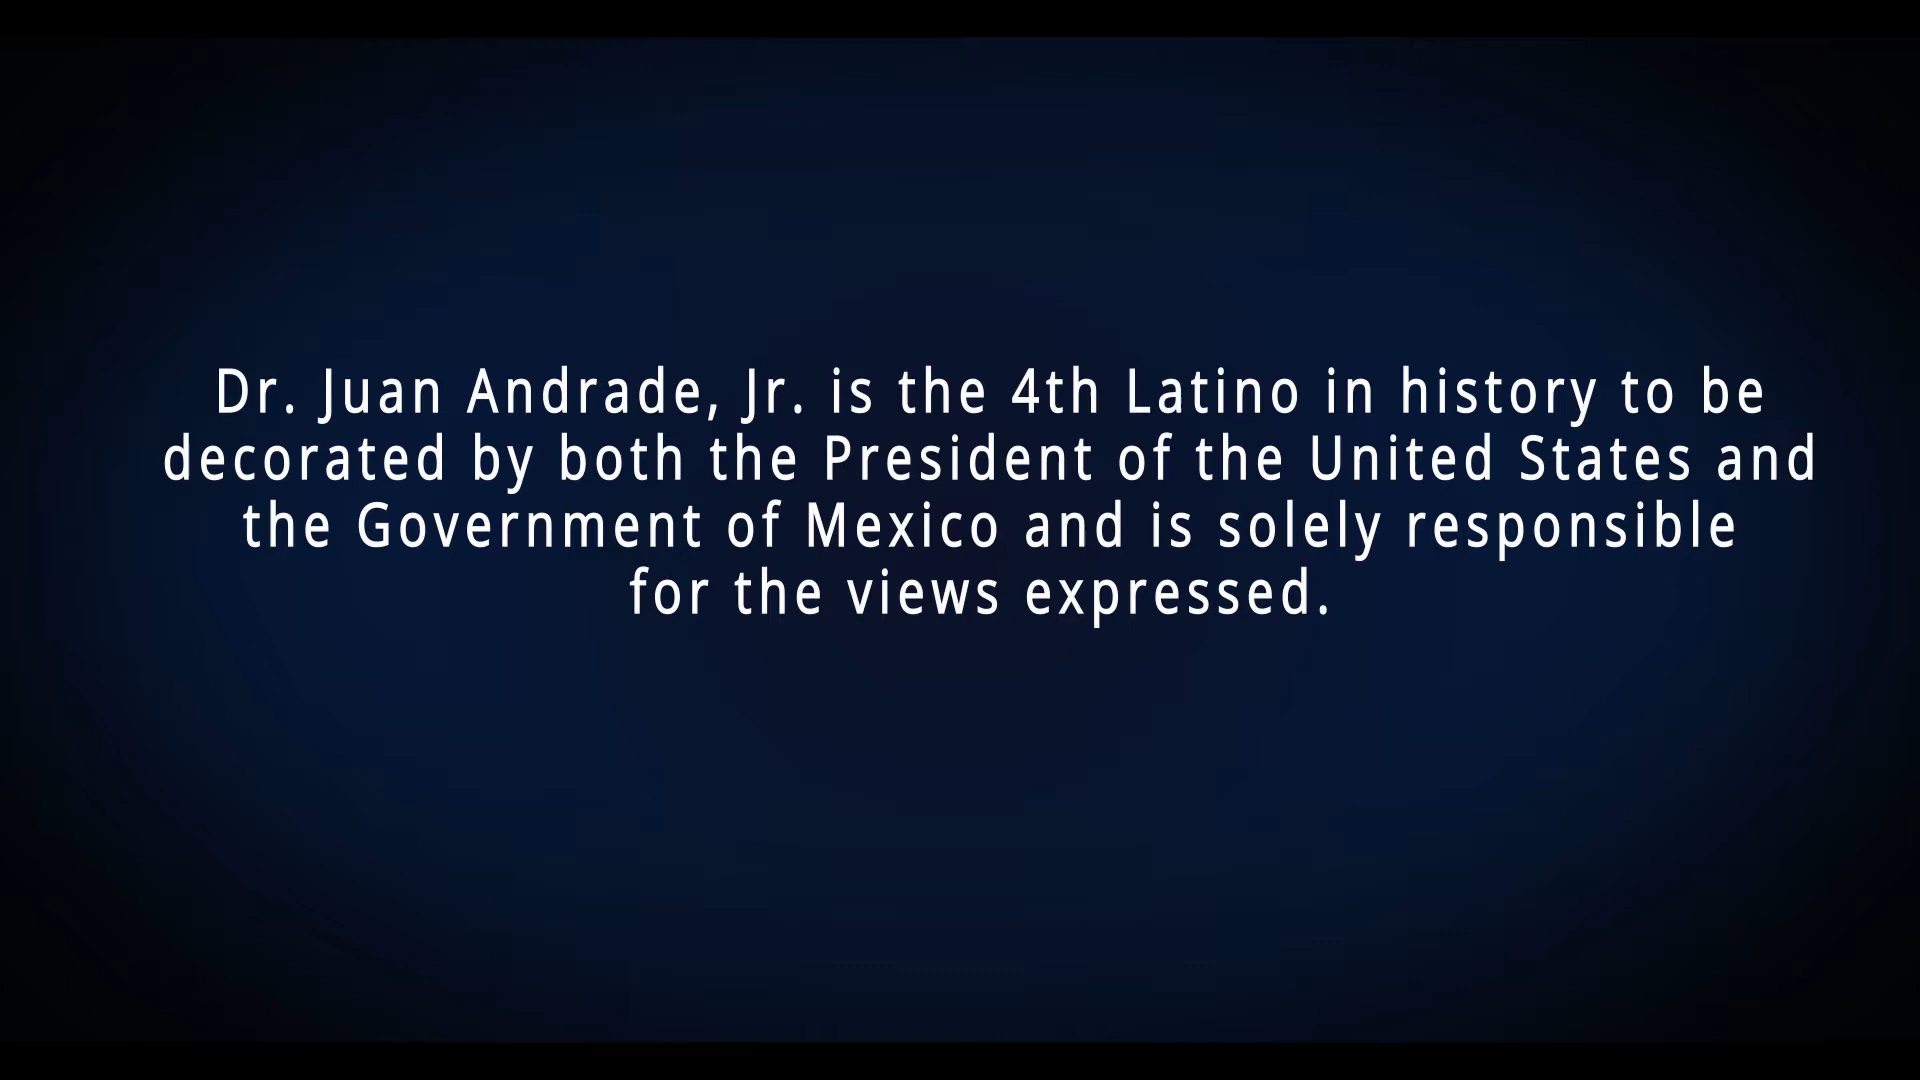 Dr. Juan Andrade, Jr. is the 4th Latino in history to be
decorated by both the President of the United States and
the Government of Mexico and is solely responsible
for the views expressed.